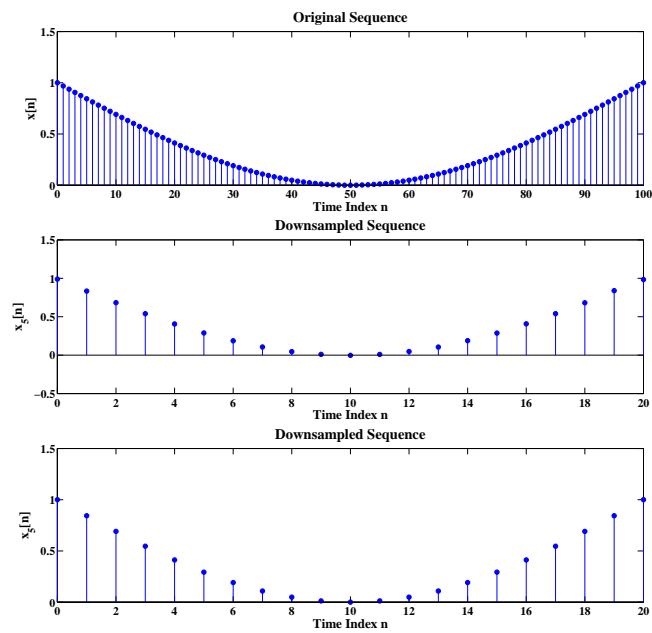 Original Sequence
1.5
1
0.5
0
x[n]
0 10 20 30 40 50 60 70 80 90 100
Time Index n
Downsampled Sequence
1.5
1
0.5
0
−0.5
x5[n]
0 2 4 6 8 10 12 14 16 18 20
Time Index n
Downsampled Sequence
1.5
1
0.5
0
x5[n]
0 2 4 6 8 10 12 14 16 18 20
Time Index n